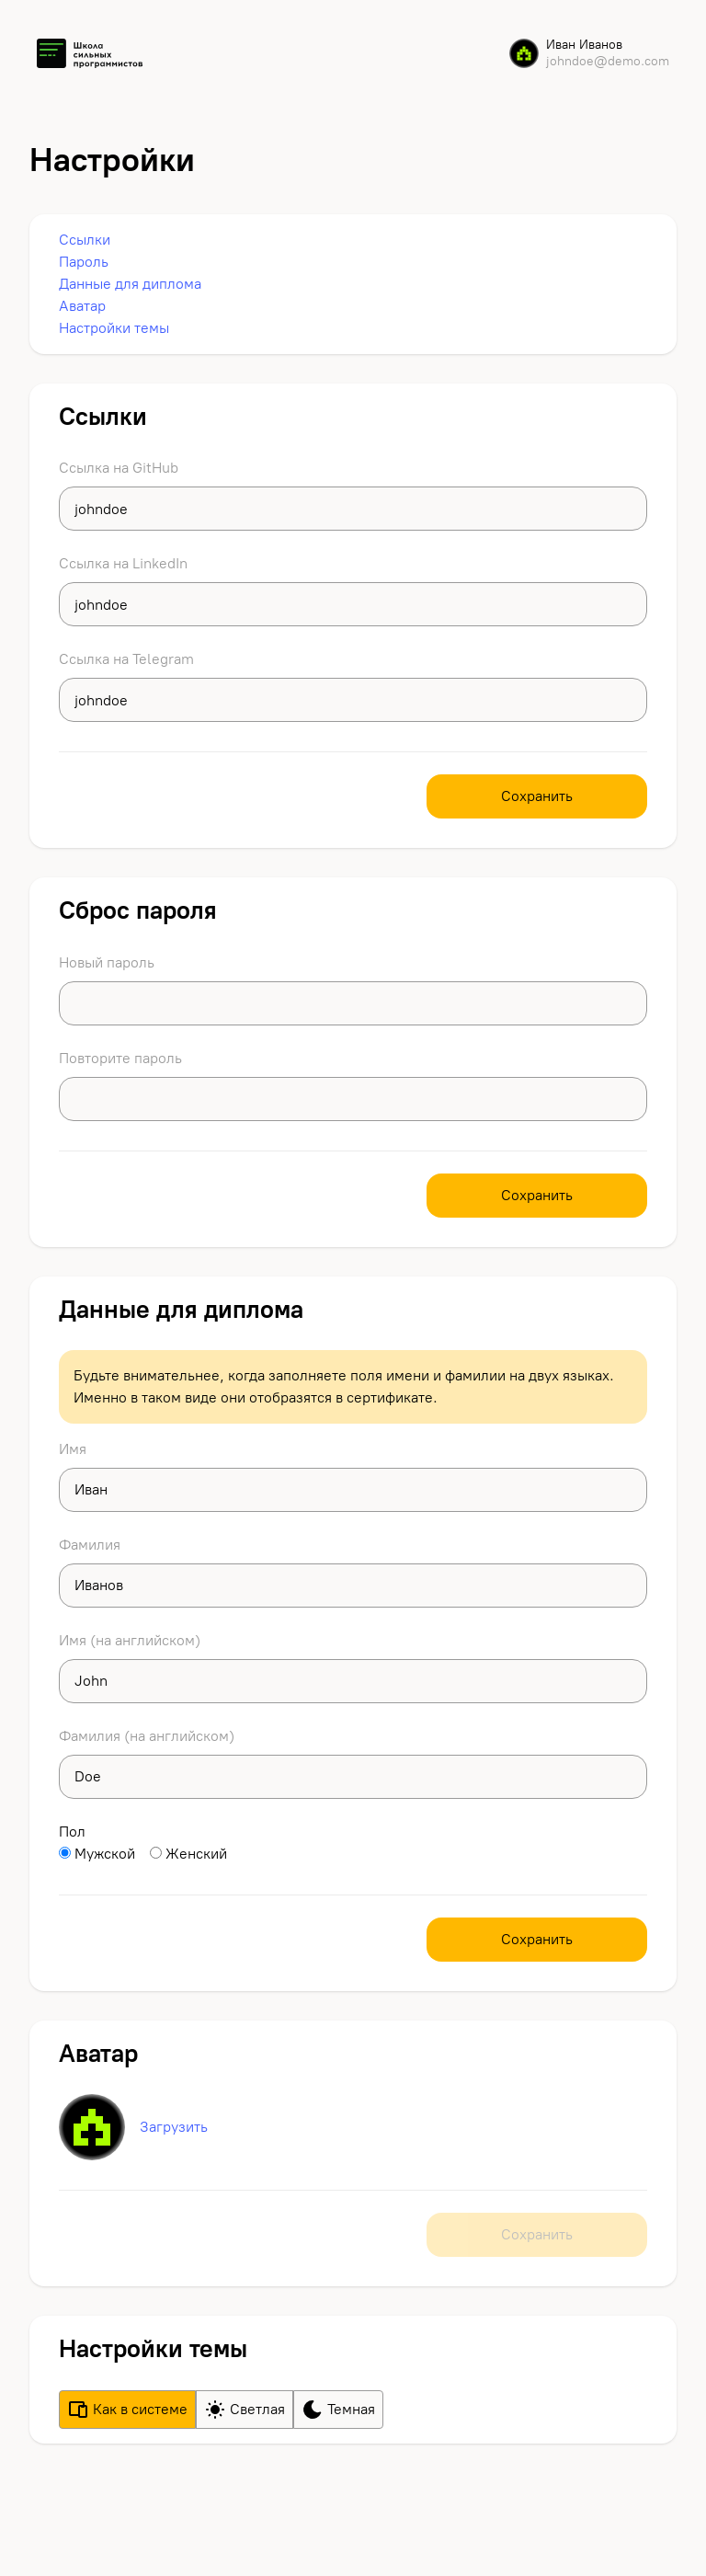 Школа
сильных
программистов
Иван Иванов
johndoe@demo.com
Настройки
Ссылки
Пароль
Данные для диплома
Аватар
Настройки темы
Ссылки
Ссылка на GitHub
johndoe
Ссылка на LinkedIn
johndoe
Ссылка на Telegram
johndoe
Сохранить
Сброс пароля
Новый пароль
Повторите пароль
Сохранить
Данные для диплома
Будьте внимательнее, когда заполняете поля имени и фамилии на двух языках.
Именно в таком виде они отобразятся в сертификате.
Имя
Иван
Фамилия
Иванов
Имя (на английском)
John
Фамилия (на английском)
Doe
Пол
Мужской Женский
Сохранить
Аватар
Загрузить
Сохранить
Настройки темы
Как в системе Светлая Темная